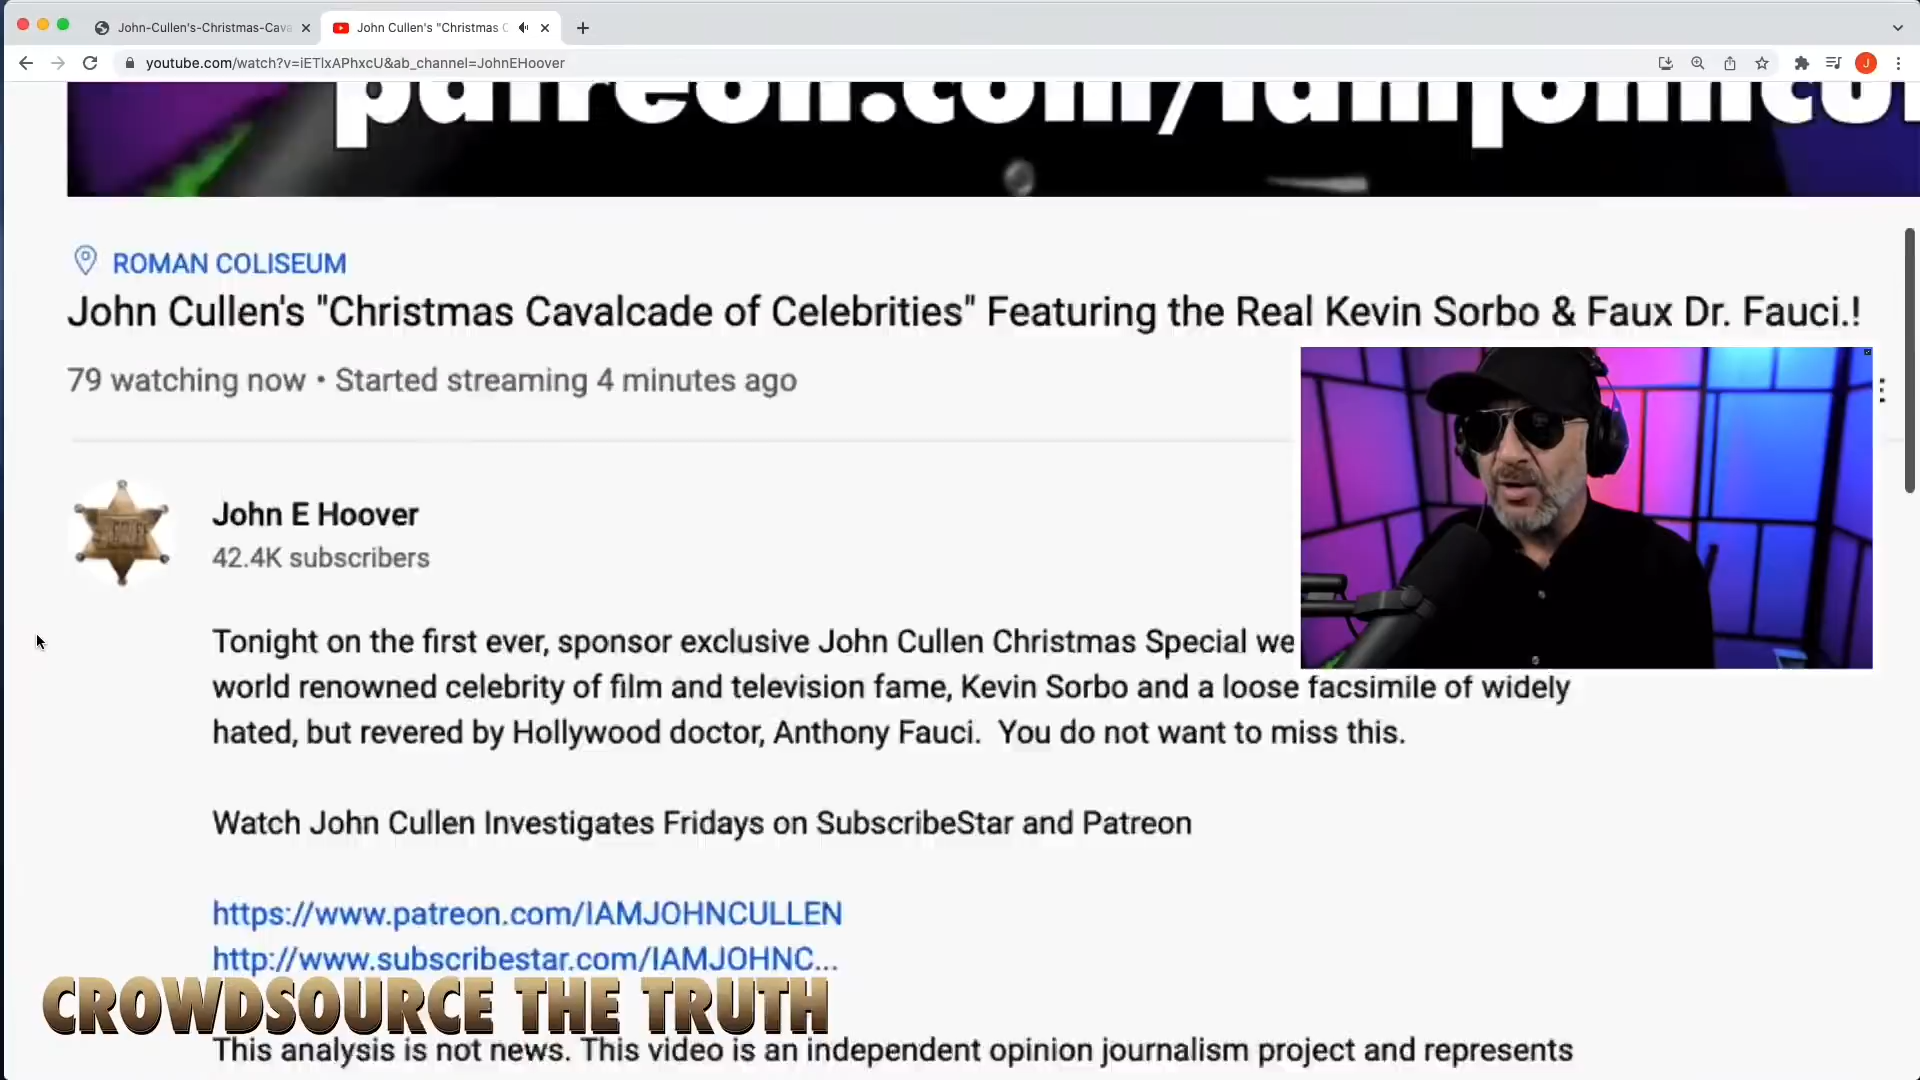 John-Cullen's-Christmas-Cava
John Cullen's "Christmas C
youtube.com/watch?v=iETlxAPhxcU&ab_channel=JohnEHoover
J
patreon.com/iamjohncul
ROMAN COLISEUM
John Cullen's "Christmas Cavalcade of Celebrities" Featuring the Real Kevin Sorbo & Faux Dr. Fauci.!
79 watching now • Started streaming 4 minutes ago
John E Hoover
42.4K subscribers
Tonight on the first ever, sponsor exclusive John Cullen Christmas Special we
world renowned celebrity of film and television fame, Kevin Sorbo and a loose facsimile of widely
hated, but revered by Hollywood doctor, Anthony Fauci. You do not want to miss this.
Watch John Cullen Investigates Fridays on SubscribeStar and Patreon
https://www.patreon.com/IAMJOHNCULLEN
http://www.subscribestar.com/IAMJOHNC...
CROWDSOURCE THE TRUTH
This analysis is not news. This video is an independent opinion journalism project and represents